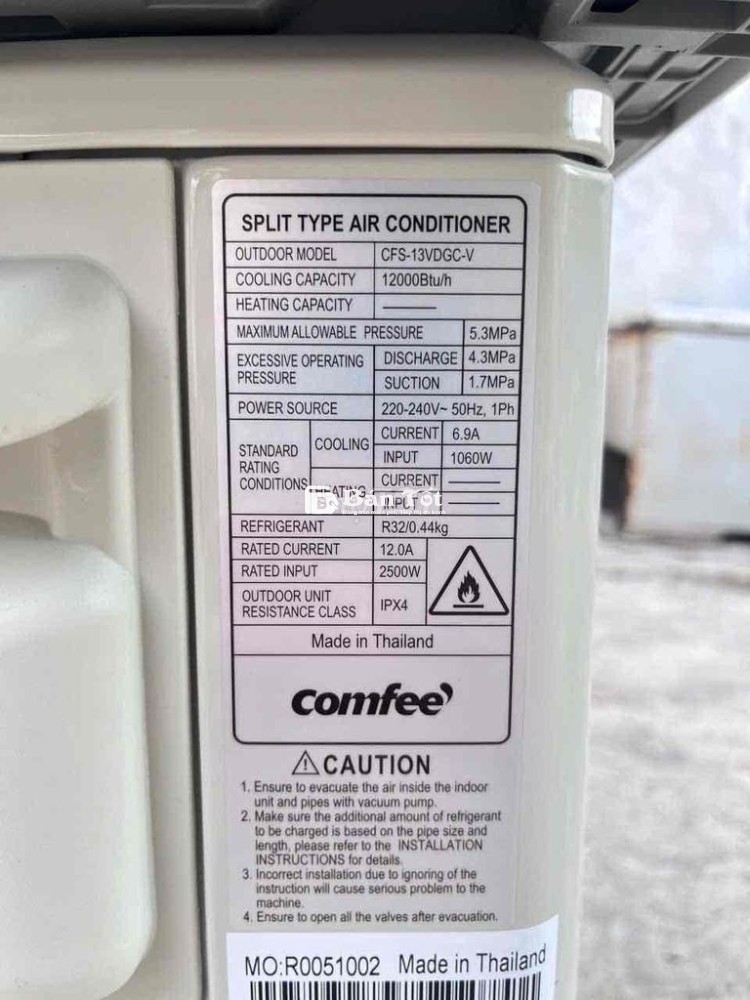 SPLIT TYPE AIR CONDITIONER
OUTDOOR MODEL CFS-13VDGC-V
COOLING CAPACITY 12000Btu/h
HEATING CAPACITY ———
MAXIMUM ALLOWABLE PRESSURE 5.3MPa
EXCESSIVE OPERATING PRESSURE DISCHARGE 4.3MPa
SUCTION 1.7MPa
POWER SOURCE 220-240V~ 50Hz, 1Ph
STANDARD RATING CONDITIONS COOLING CURRENT 6.9A
INPUT 1060W
HEATING CURRENT ———
INPUT ———
Bán Tốt
REFRIGERANT R32/0.44kg
RATED CURRENT 12.0A
RATED INPUT 2500W
OUTDOOR UNIT RESISTANCE CLASS IPX4
Made in Thailand
comfee’
CAUTION
1. Ensure to evacuate the air inside the indoor
unit and pipes with vacuum pump.
2. Make sure the additional amount of refrigerant
to be charged is based on the pipe size and
length, please refer to the INSTALLATION
INSTRUCTIONS for details.
3. Incorrect installation due to ignoring of the
instruction will cause serious problem to the
machine.
4. Ensure to open all the valves after evacuation.
MO:R0051002 Made in Thailand